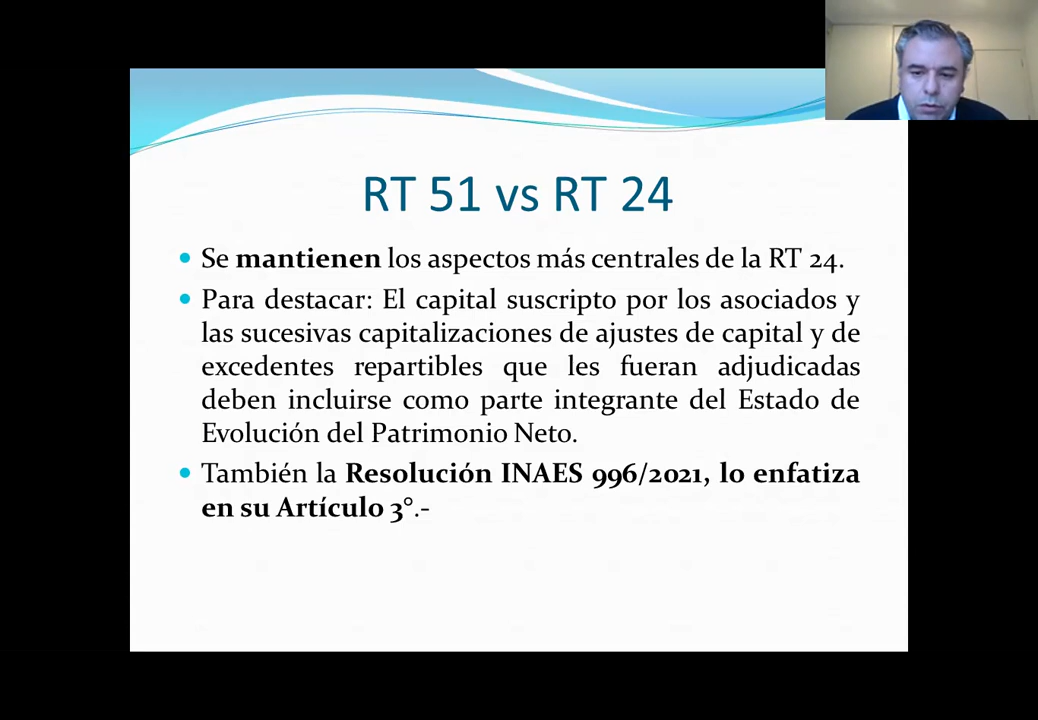 RT 51 vs RT 24
Se mantienen los aspectos más centrales de la RT 24.
Para destacar: El capital suscripto por los asociados y
las sucesivas capitalizaciones de ajustes de capital y de
excedentes repartibles que les fueran adjudicadas
deben incluirse como parte integrante del Estado de
Evolución del Patrimonio Neto.
También la Resolución INAES 996/2021, lo enfatiza
en su Artículo 3°.-